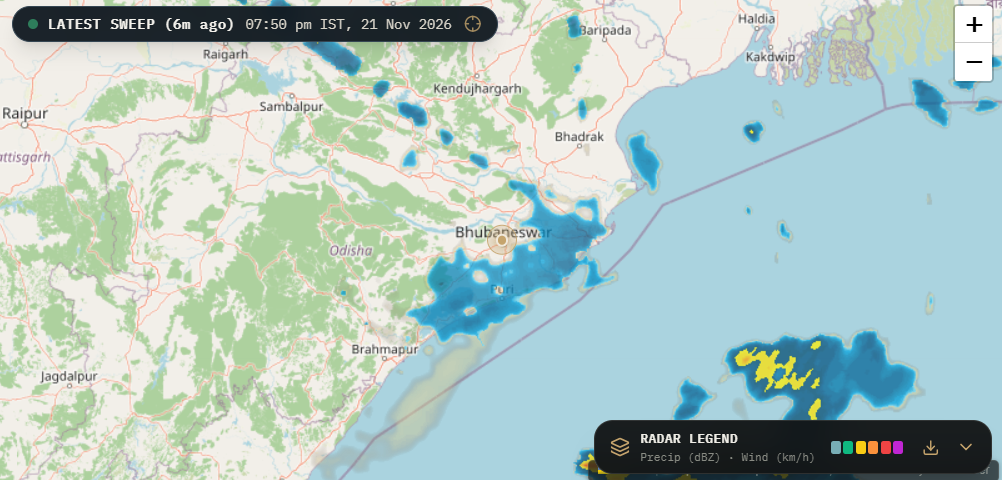 LATEST SWEEP (6m ago) 07:50 pm IST, 21 Nov 2026
+
−
Haldia
Baripada
Raigarh
Kakdwip
Kendujhargarh
Sambalpur
Raipur
Bhadrak
Bhubaneswar
Odisha
Puri
Brahmapur
Jagdalpur
RADAR LEGEND
Precip (dBZ) · Wind (km/h)